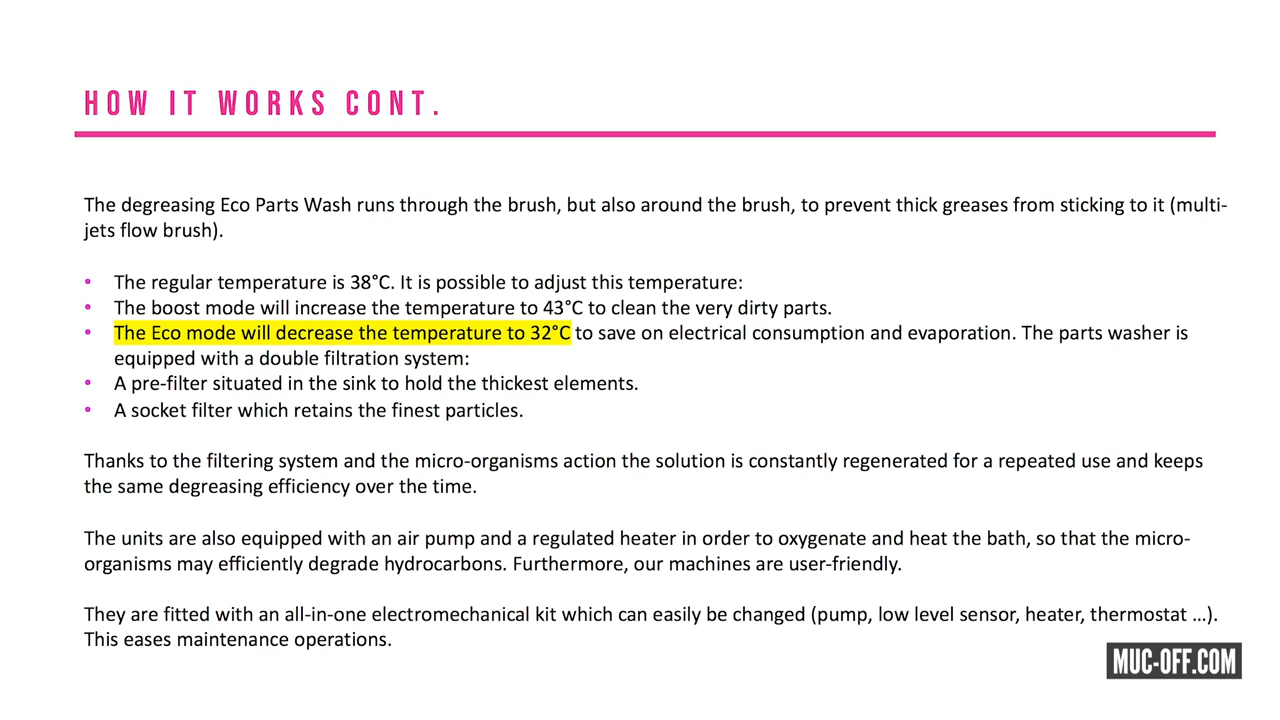 HOW IT WORKS CONT.
The degreasing Eco Parts Wash runs through the brush, but also around the brush, to prevent thick greases from sticking to it (multi-
jets flow brush).
• The regular temperature is 38°C. It is possible to adjust this temperature:
• The boost mode will increase the temperature to 43°C to clean the very dirty parts.
• The Eco mode will decrease the temperature to 32°C to save on electrical consumption and evaporation. The parts washer is
equipped with a double filtration system:
• A pre-filter situated in the sink to hold the thickest elements.
• A socket filter which retains the finest particles.
Thanks to the filtering system and the micro-organisms action the solution is constantly regenerated for a repeated use and keeps
the same degreasing efficiency over the time.
The units are also equipped with an air pump and a regulated heater in order to oxygenate and heat the bath, so that the micro-
organisms may efficiently degrade hydrocarbons. Furthermore, our machines are user-friendly.
They are fitted with an all-in-one electromechanical kit which can easily be changed (pump, low level sensor, heater, thermostat …).
This eases maintenance operations.
MUC-OFF.COM